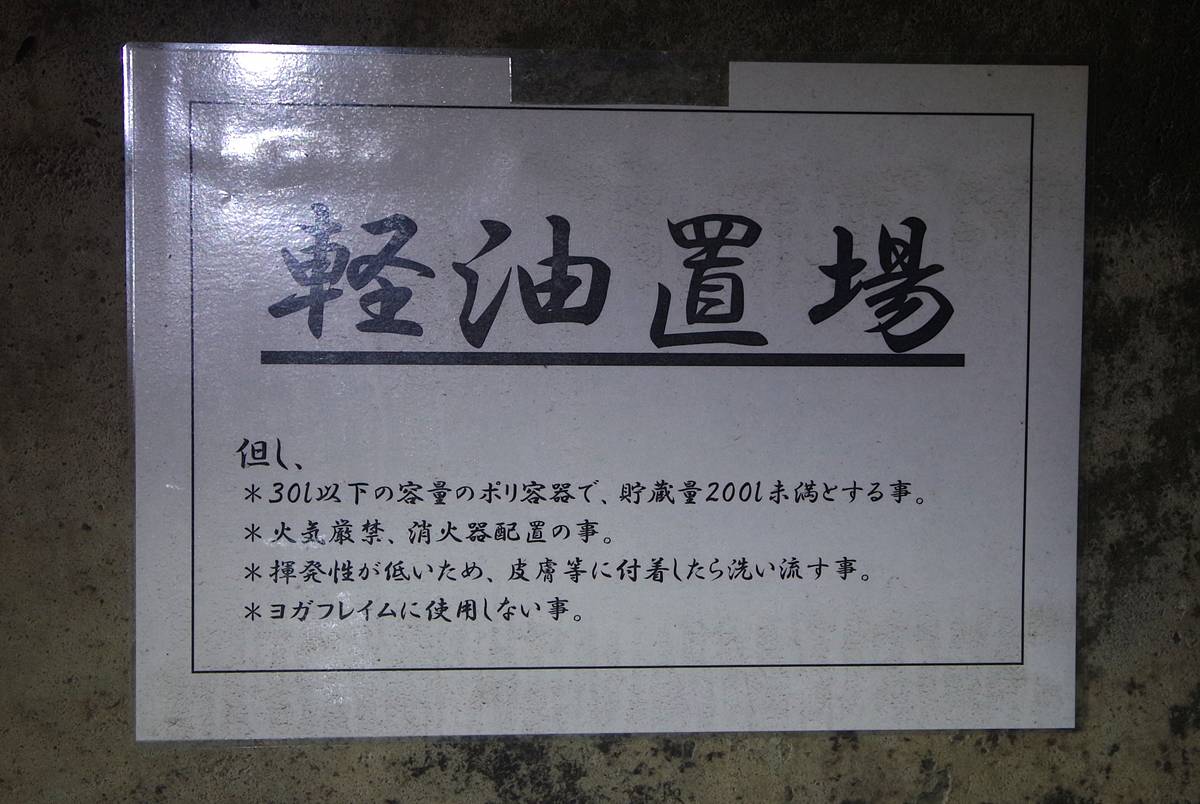 軽油置場
但し、
＊30l以下の容量のポリ容器で、貯蔵量200l未満とする事。
＊火気厳禁、消火器配置の事。
＊揮発性が低いため、皮膚等に付着したら洗い流す事。
＊ヨガフレイムに使用しない事。